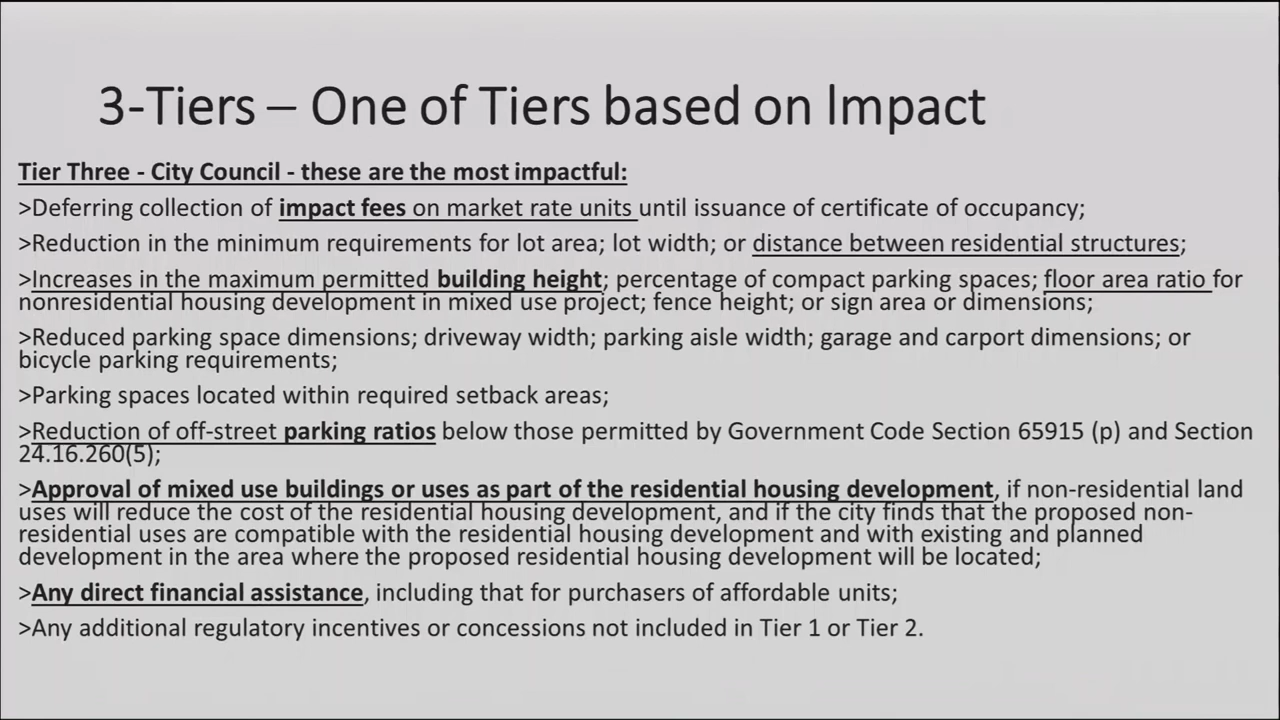 3-Tiers – One of Tiers based on Impact
Tier Three - City Council - these are the most impactful:
>Deferring collection of impact fees on market rate units until issuance of certificate of occupancy;
>Reduction in the minimum requirements for lot area; lot width; or distance between residential structures;
>Increases in the maximum permitted building height; percentage of compact parking spaces; floor area ratio for
nonresidential housing development in mixed use project; fence height; or sign area or dimensions;
>Reduced parking space dimensions; driveway width; parking aisle width; garage and carport dimensions; or
bicycle parking requirements;
>Parking spaces located within required setback areas;
>Reduction of off-street parking ratios below those permitted by Government Code Section 65915 (p) and Section
24.16.260(5);
>Approval of mixed use buildings or uses as part of the residential housing development, if non-residential land
uses will reduce the cost of the residential housing development, and if the city finds that the proposed non-
residential uses are compatible with the residential housing development and with existing and planned
development in the area where the proposed residential housing development will be located;
>Any direct financial assistance, including that for purchasers of affordable units;
>Any additional regulatory incentives or concessions not included in Tier 1 or Tier 2.